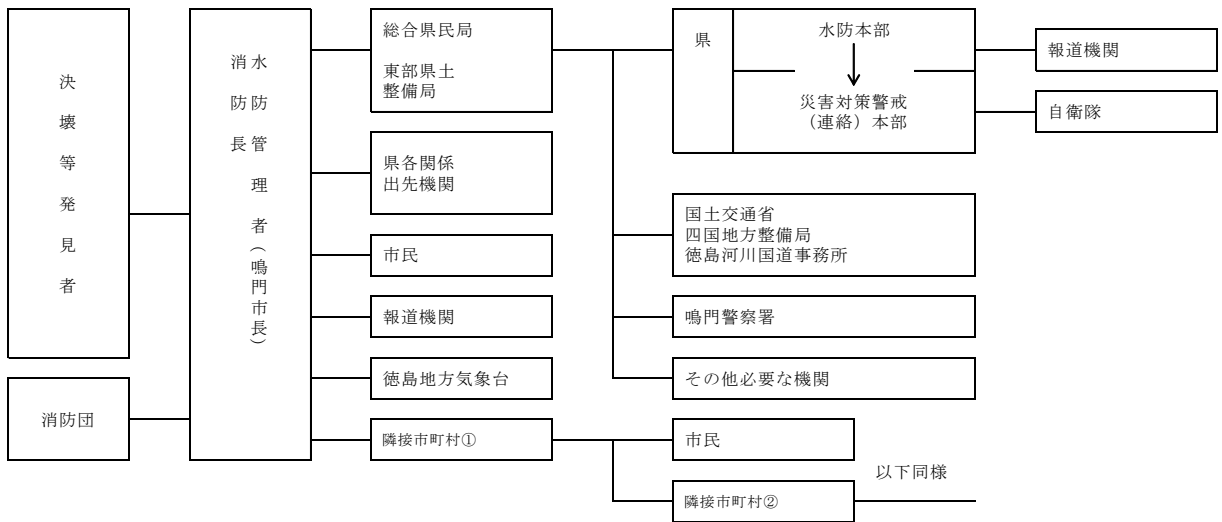 決壊等発見者
消防団
水防管理者(鳴門市長)
消防長
総合県民局
東部県土
整備局
県各関係
出先機関
市民
報道機関
徳島地方気象台
隣接市町村①
県
水防本部
災害対策警戒
(連絡)本部
国土交通省
四国地方整備局
徳島河川国道事務所
鳴門警察署
その他必要な機関
市民
隣接市町村②
以下同様
報道機関
自衛隊